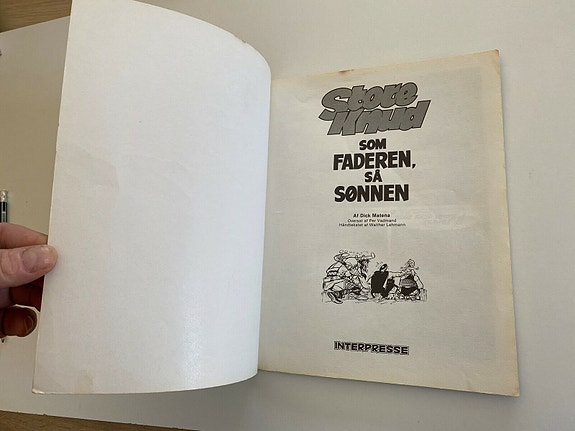 Store
Knud
SOM
FADEREN,
SÅ
SØNNEN
Af Dick Matena
Oversat af Per Vadmand
Håndtekstet af Walther Lehmann
INTERPRESSE